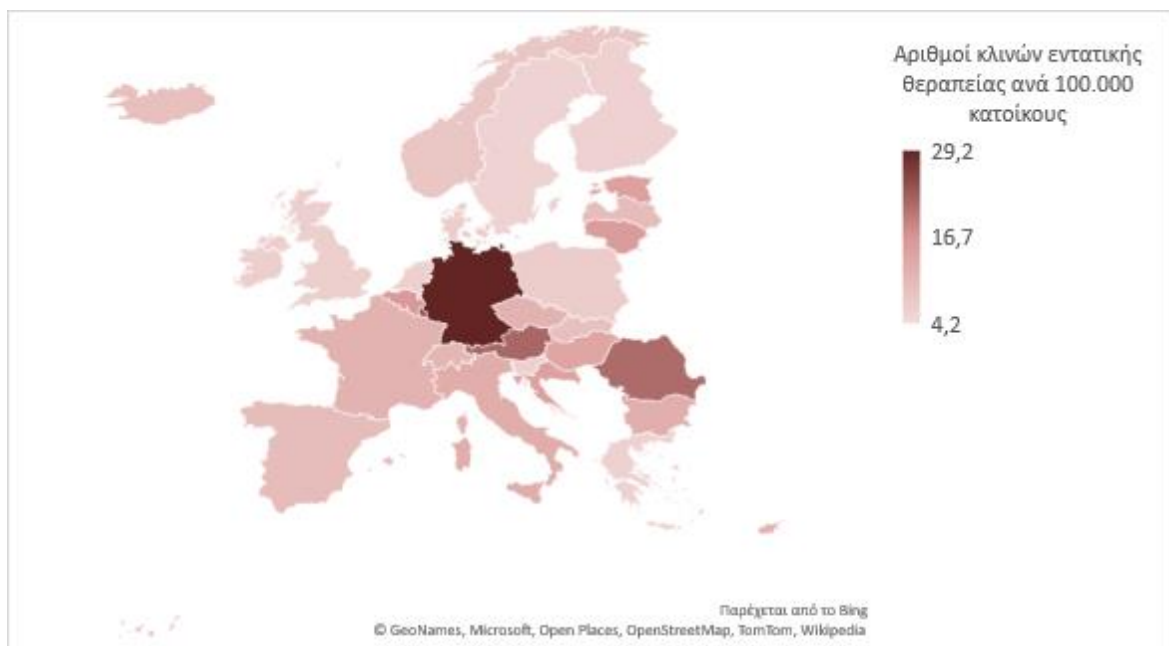 Αριθμοί κλινών εντατικής
θεραπείας ανά 100.000
κατοίκους
29,2
16,7
4,2
Παρέχεται από το Bing
© GeoNames, Microsoft, Open Places, OpenStreetMap, TomTom, Wikipedia